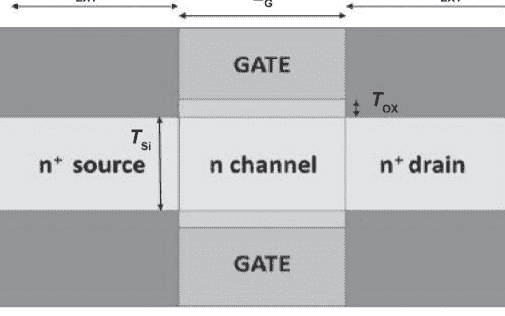 GATE
T_OX
T_Si
n⁺ source
n channel
n⁺ drain
GATE